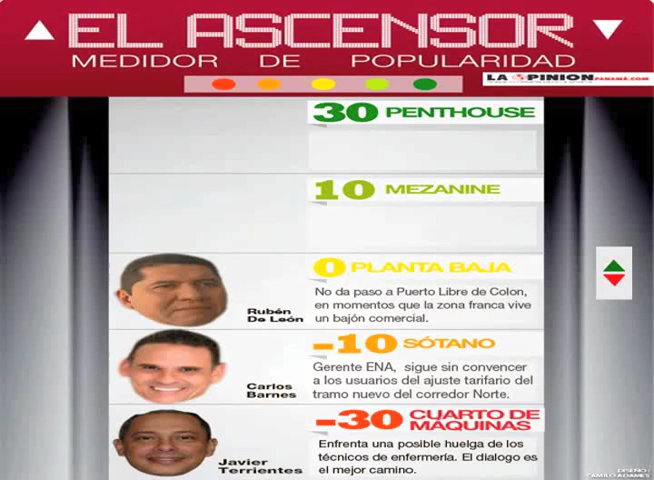 EL ASCENSOR
MEDIDOR DE POPULARIDAD
LA OPINION PANAMÁ.COM
30 PENTHOUSE
10 MEZANINE
0 PLANTA BAJA
No da paso a Puerto Libre de Colon,
en momentos que la zona franca vive
un bajón comercial.
Rubén
De León
-10 SÓTANO
Gerente ENA, sigue sin convencer
a los usuarios del ajuste tarifario del
tramo nuevo del corredor Norte.
Carlos
Barnes
-30 CUARTO DE
MAQUINAS
Enfrenta una posible huelga de los
técnicos de enfermería. El dialogo es
el mejor camino.
Javier
Terrientes
DISEÑO:
CAMILO ADAMES